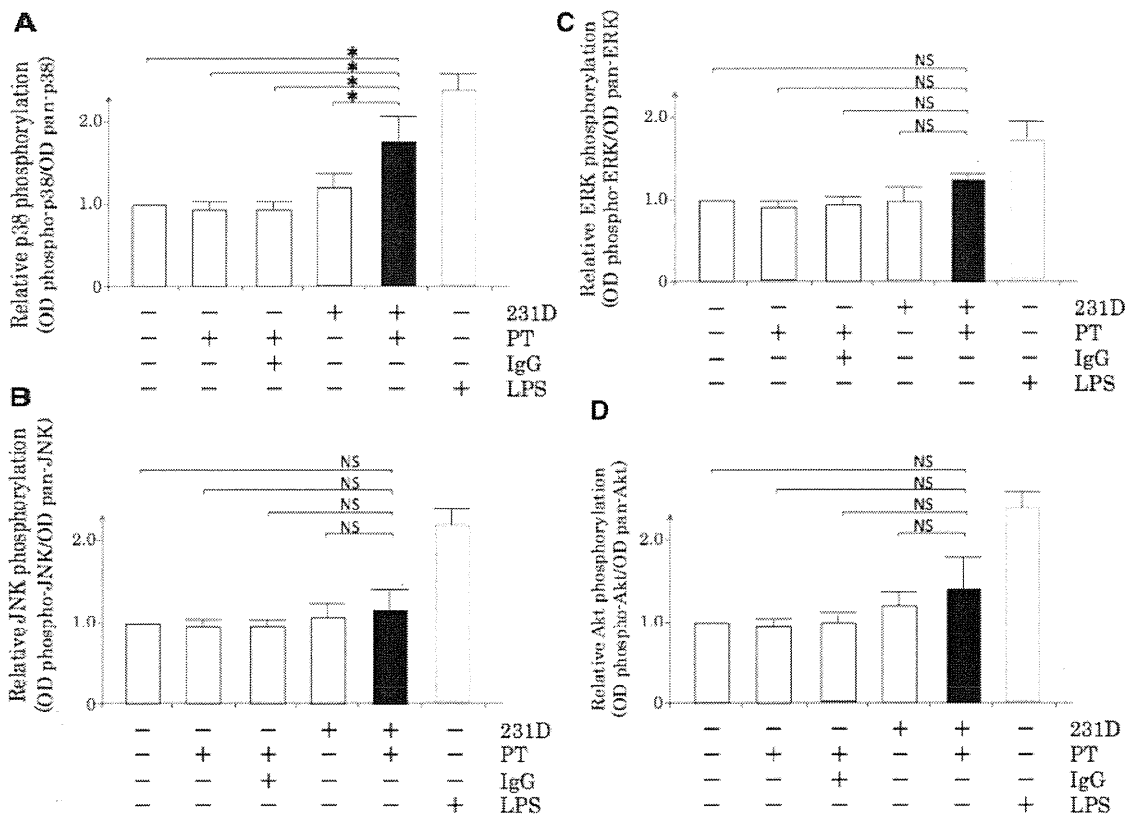 A
Relative p38 phosphorylation
(OD phospho-p38/OD pan-p38)
2.0
1.0
0
*
*
*
*
− − − + + − 231D
− + + − + − PT
− − + − − − IgG
− − − − − + LPS
B
Relative JNK phosphorylation
(OD phospho-JNK/OD pan-JNK)
2.0
1.0
0
NS
NS
NS
NS
− − − + + − 231D
− + + − + − PT
− − + − − − IgG
− − − − − + LPS
C
Relative ERK phosphorylation
(OD phospho-ERK/OD pan-ERK)
2.0
1.0
0
NS
NS
NS
NS
− − − + + − 231D
− + + − + − PT
− − + − − − IgG
− − − − − + LPS
D
Relative Akt phosphorylation
(OD phospho-Akt/OD pan-Akt)
2.0
1.0
0
NS
NS
NS
NS
− − − + + − 231D
− + + − + − PT
− − + − − − IgG
− − − − − + LPS